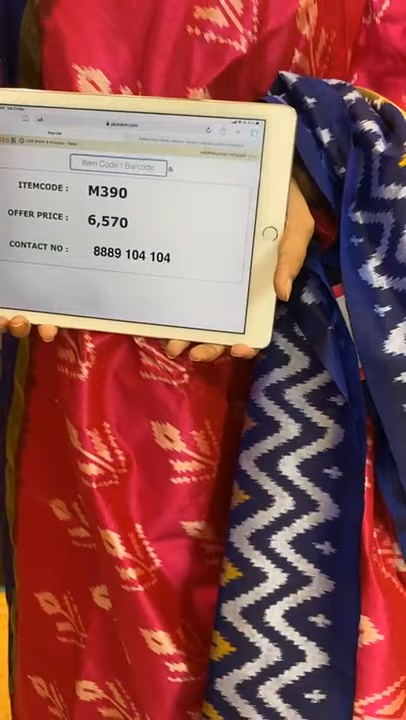 Item Code / Barcode
ITEMCODE : M390
OFFER PRICE : 6,570
CONTACT NO : 8889 104 104